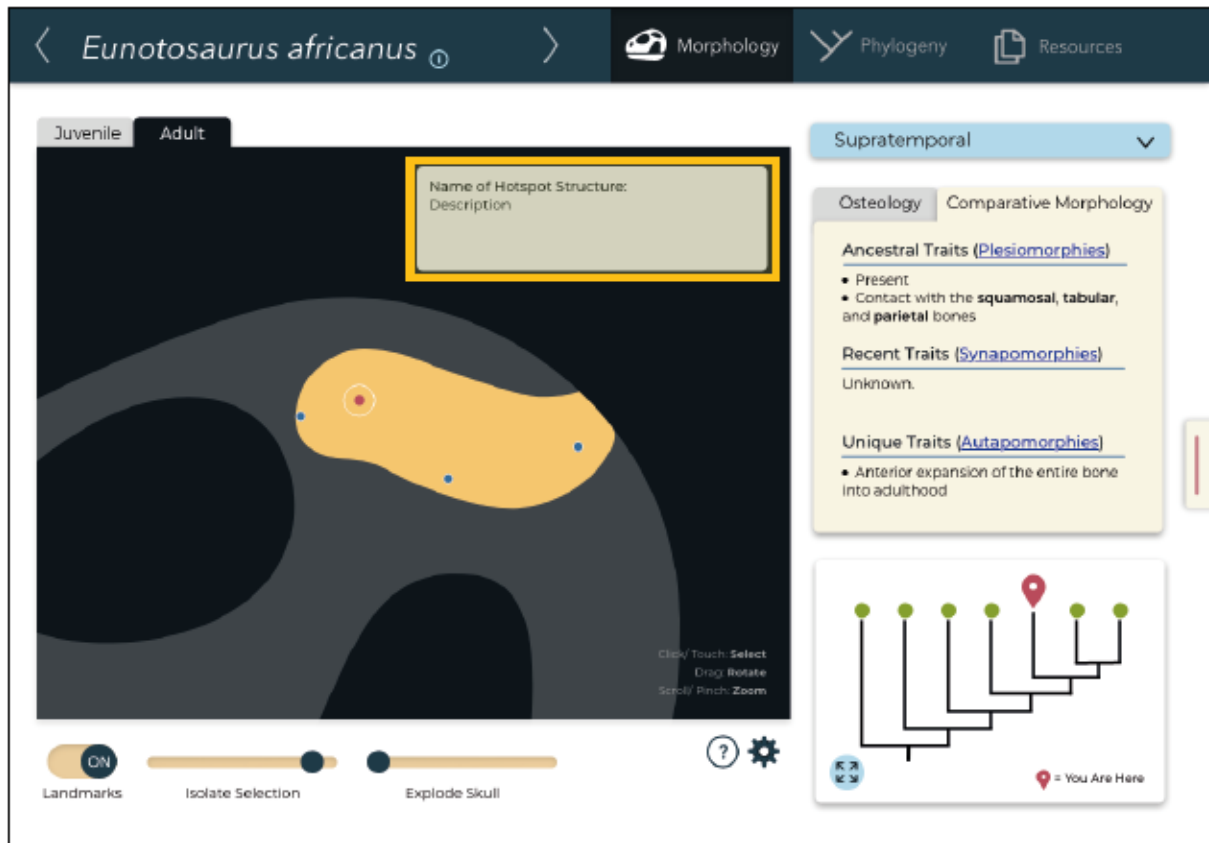 Eunotosaurus africanus
Morphology
Phylogeny
Resources
Juvenile
Adult
Name of Hotspot Structure:
Description
Click/ Touch: Select
Drag: Rotate
Scroll/ Pinch: Zoom
ON
Landmarks
Isolate Selection
Explode Skull
?
Supratemporal
Osteology
Comparative Morphology
Ancestral Traits (Plesiomorphies)
• Present
• Contact with the squamosal, tabular,
and parietal bones
Recent Traits (Synapomorphies)
Unknown.
Unique Traits (Autapomorphies)
• Anterior expansion of the entire bone
into adulthood
= You Are Here